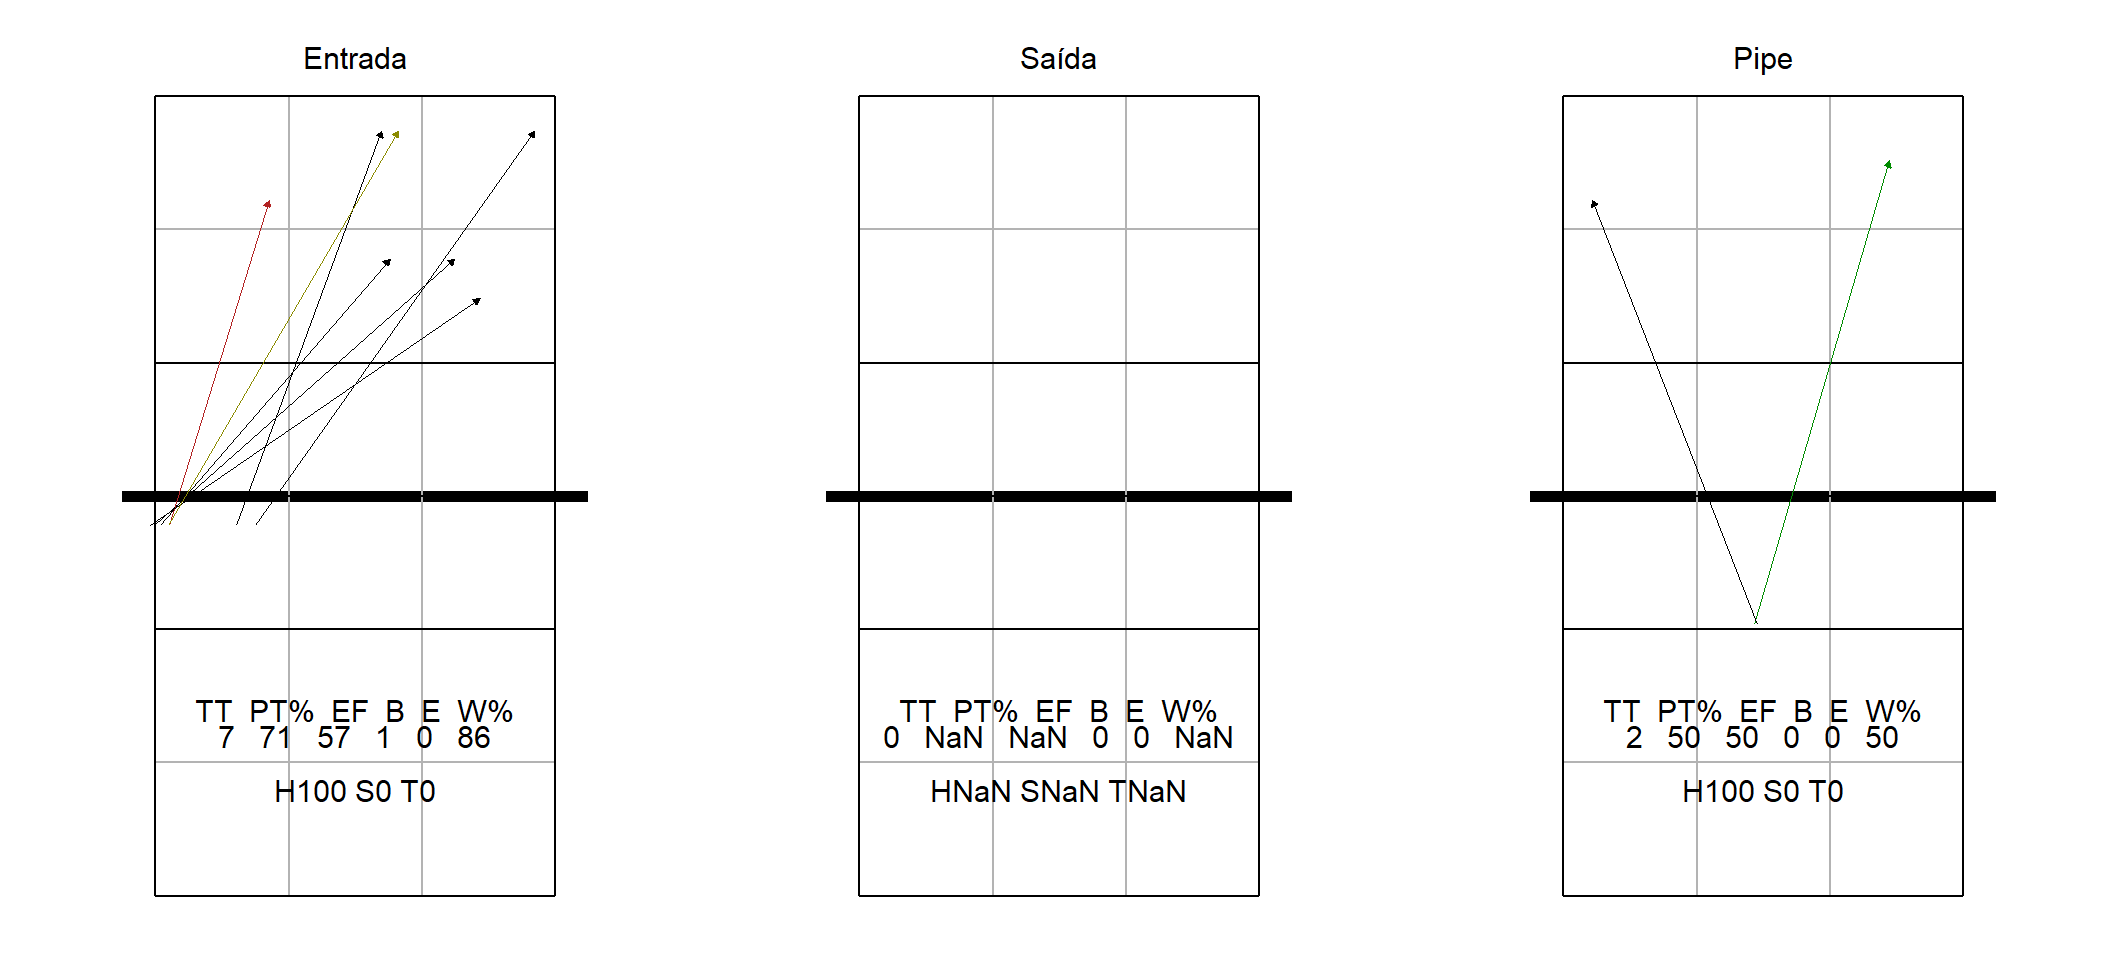 Entrada
TT PT% EF B E W%
7 71 57 1 0 86
H100 S0 T0
Saída
TT PT% EF B E W%
0 NaN NaN 0 0 NaN
HNaN SNaN TNaN
Pipe
TT PT% EF B E W%
2 50 50 0 0 50
H100 S0 T0